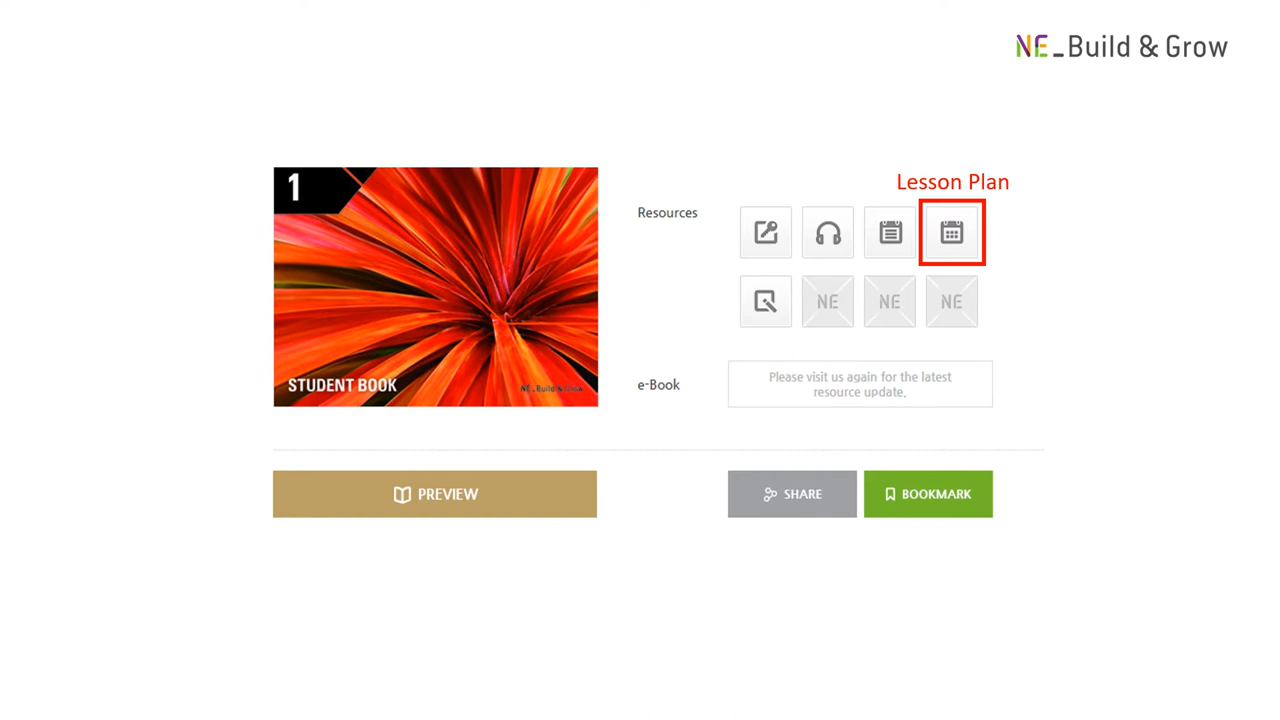 NE_Build & Grow
1
STUDENT BOOK
NE_Build & Grow
Lesson Plan
Resources
NE
NE
NE
e-Book
Please visit us again for the latest
resource update.
PREVIEW
SHARE
BOOKMARK